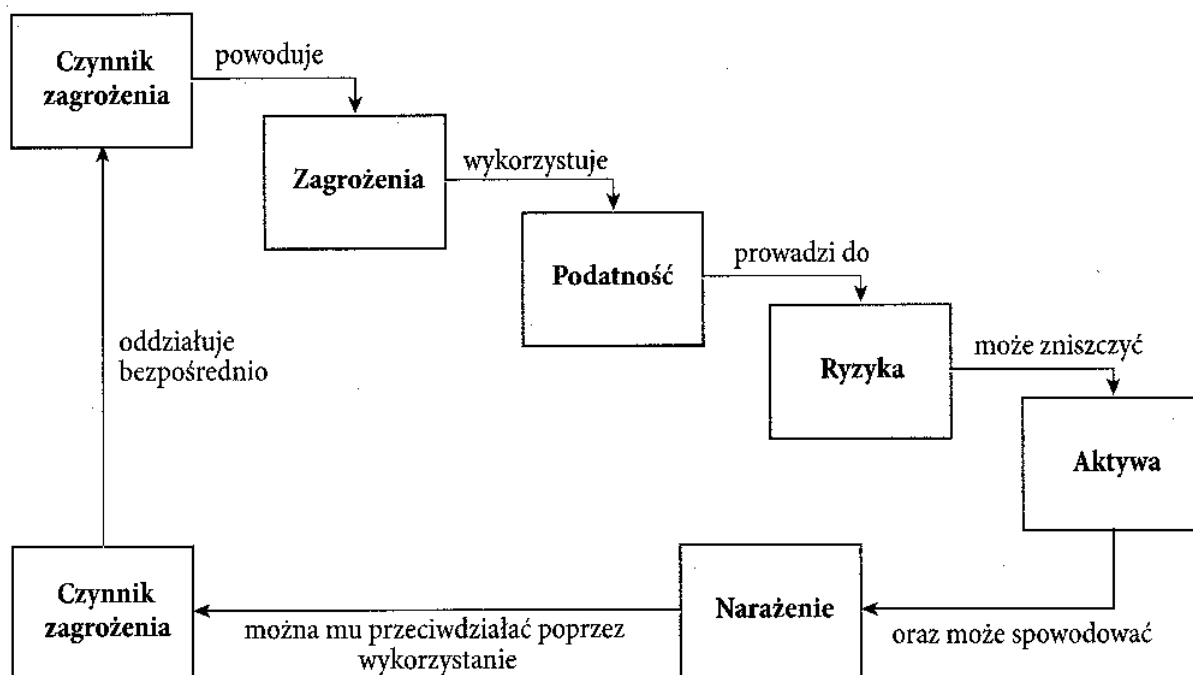 Czynnik
zagrożenia
powoduje
Zagrożenia
wykorzystuje
Podatność
prowadzi do
Ryzyka
może zniszczyć
Aktywa
oraz może spowodować
Narażenie
można mu przeciwdziałać poprzez
wykorzystanie
Czynnik
zagrożenia
oddziałuje
bezpośrednio